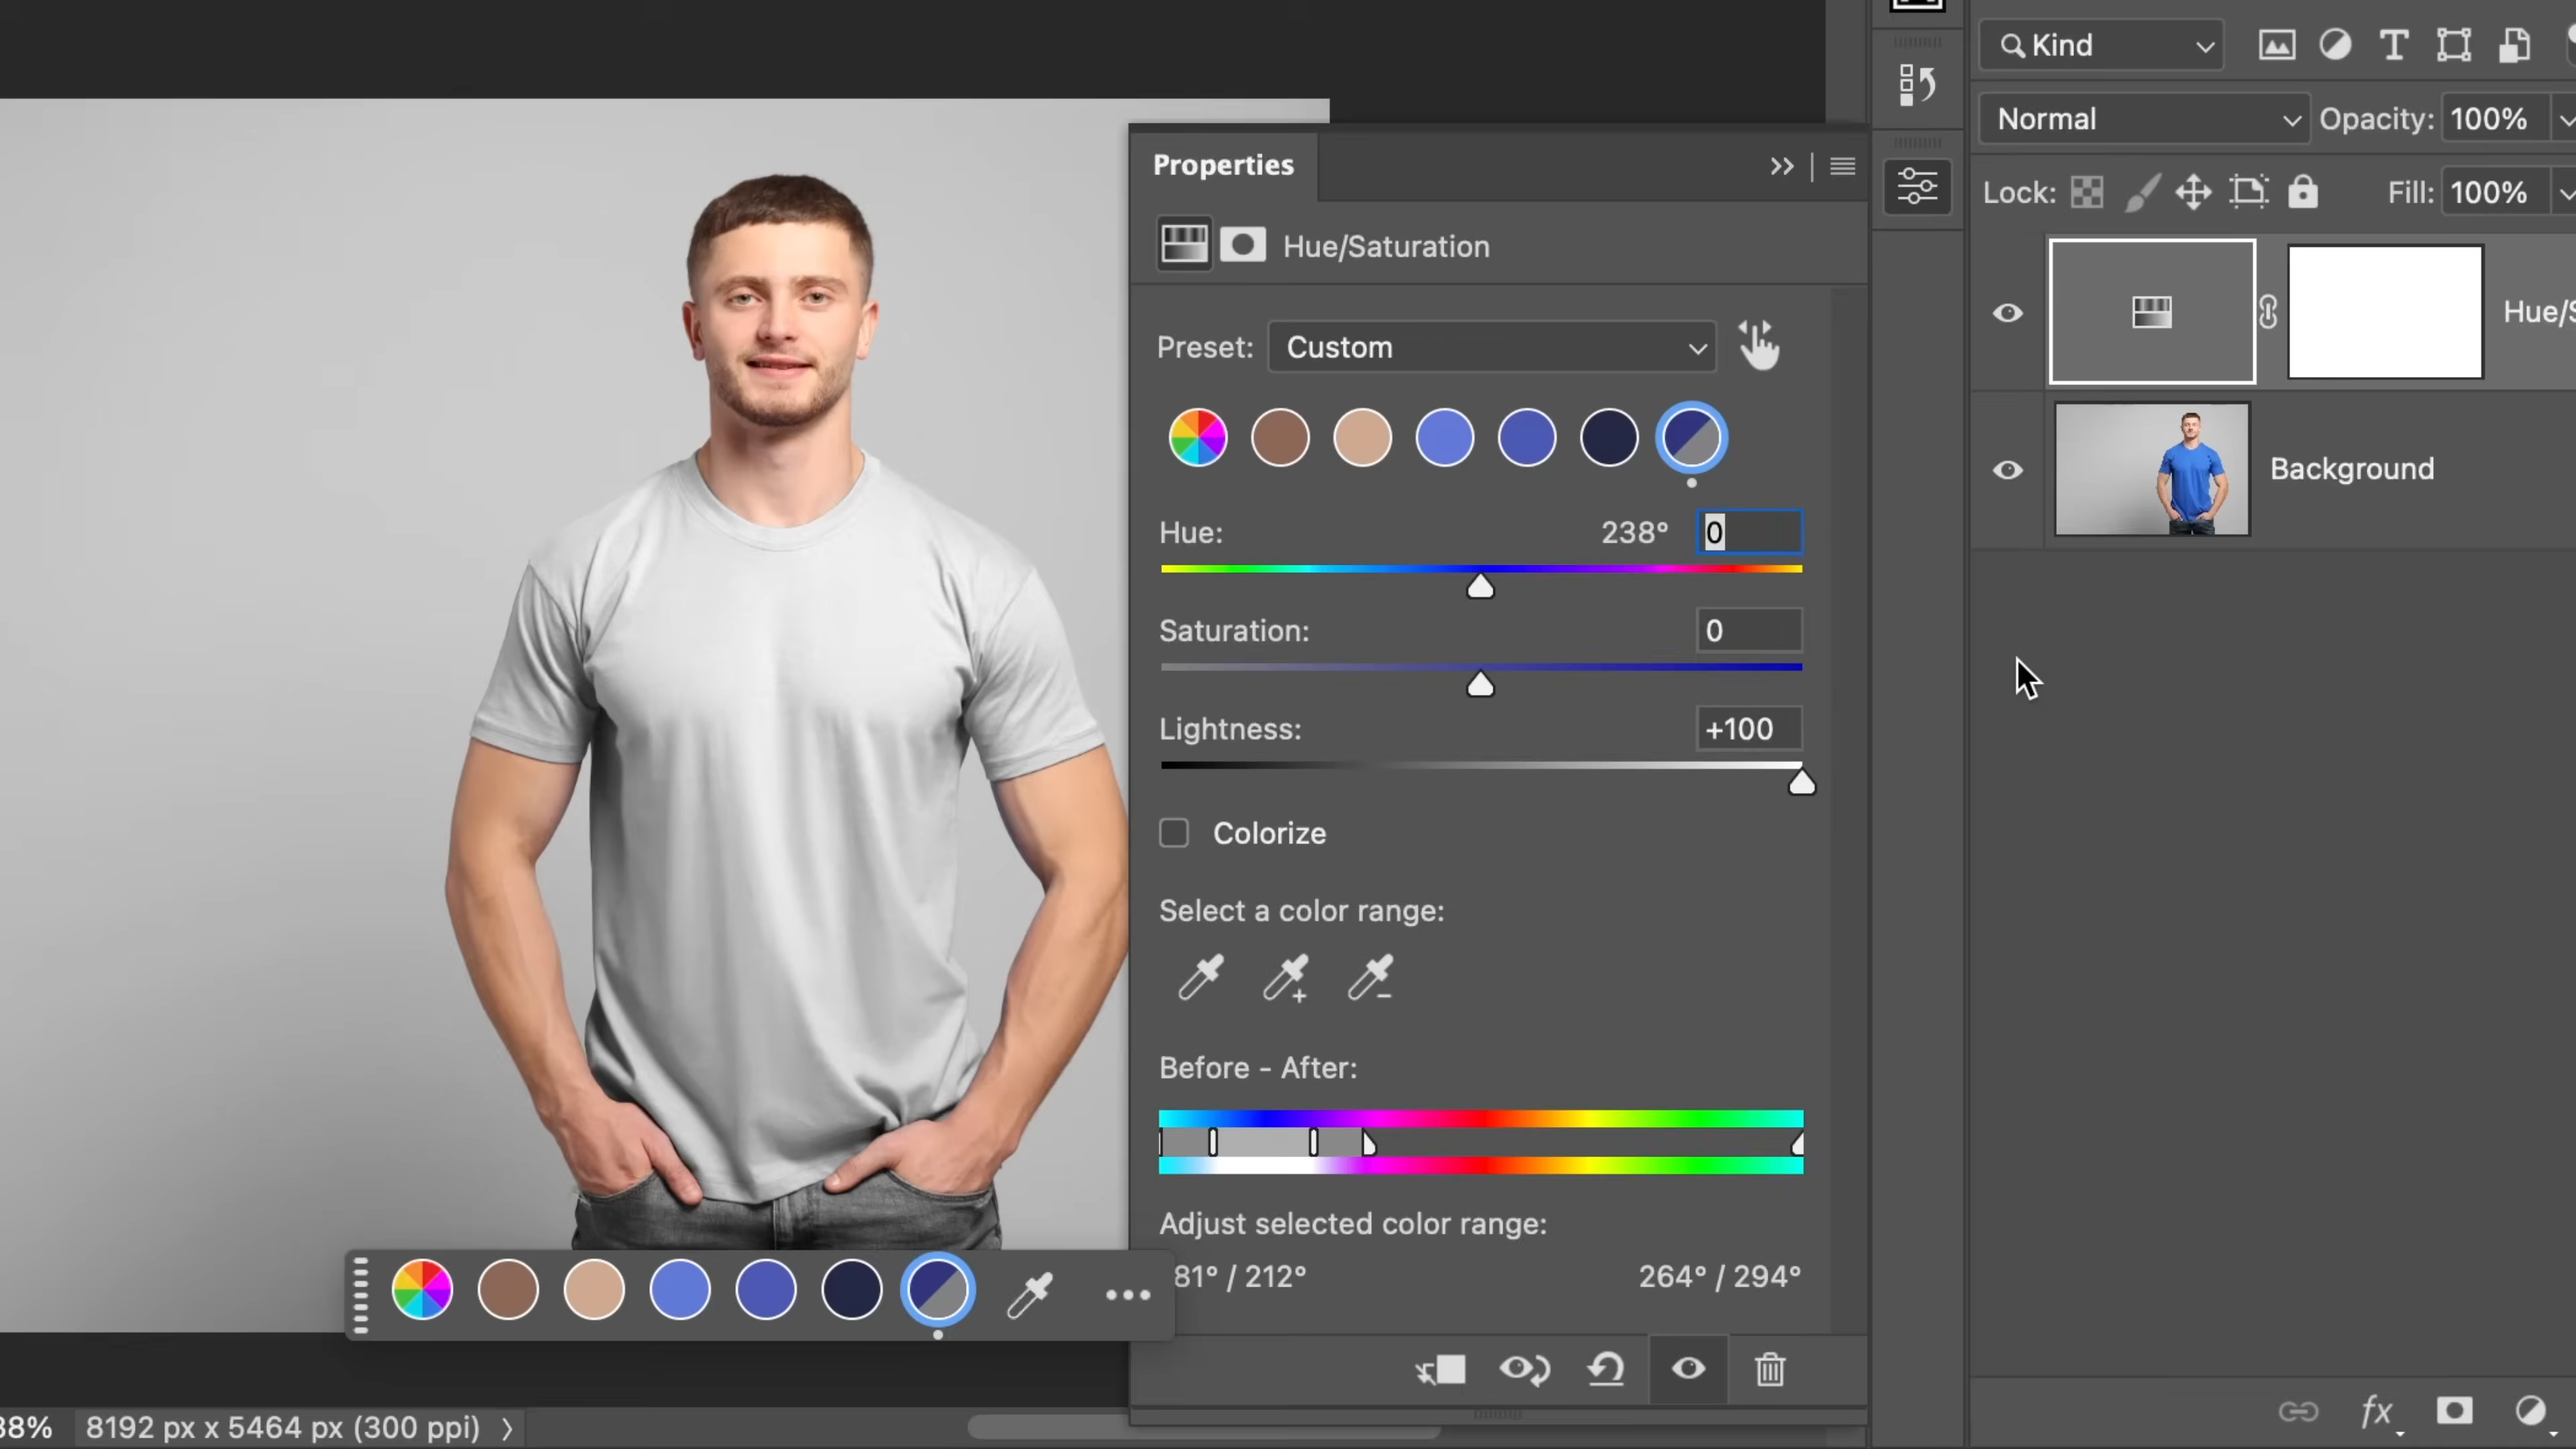 Kind
Normal
Opacity: 100%
Properties
Lock:
Fill: 100%
Hue/Saturation
Hue/S
Preset: Custom
Background
Hue: 238° 0
Saturation: 0
Lightness: +100
Colorize
Select a color range:
Before - After:
Adjust selected color range:
81° / 212° 264° / 294°
fx
38% 8192 px x 5464 px (300 ppi)